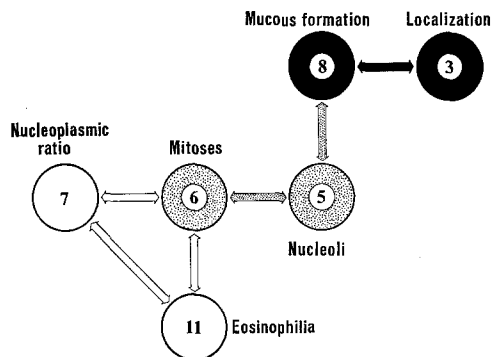 Mucous formation
Localization
8
3
Nucleoplasmic
ratio
Mitoses
7
6
5
Nucleoli
11
Eosinophilia